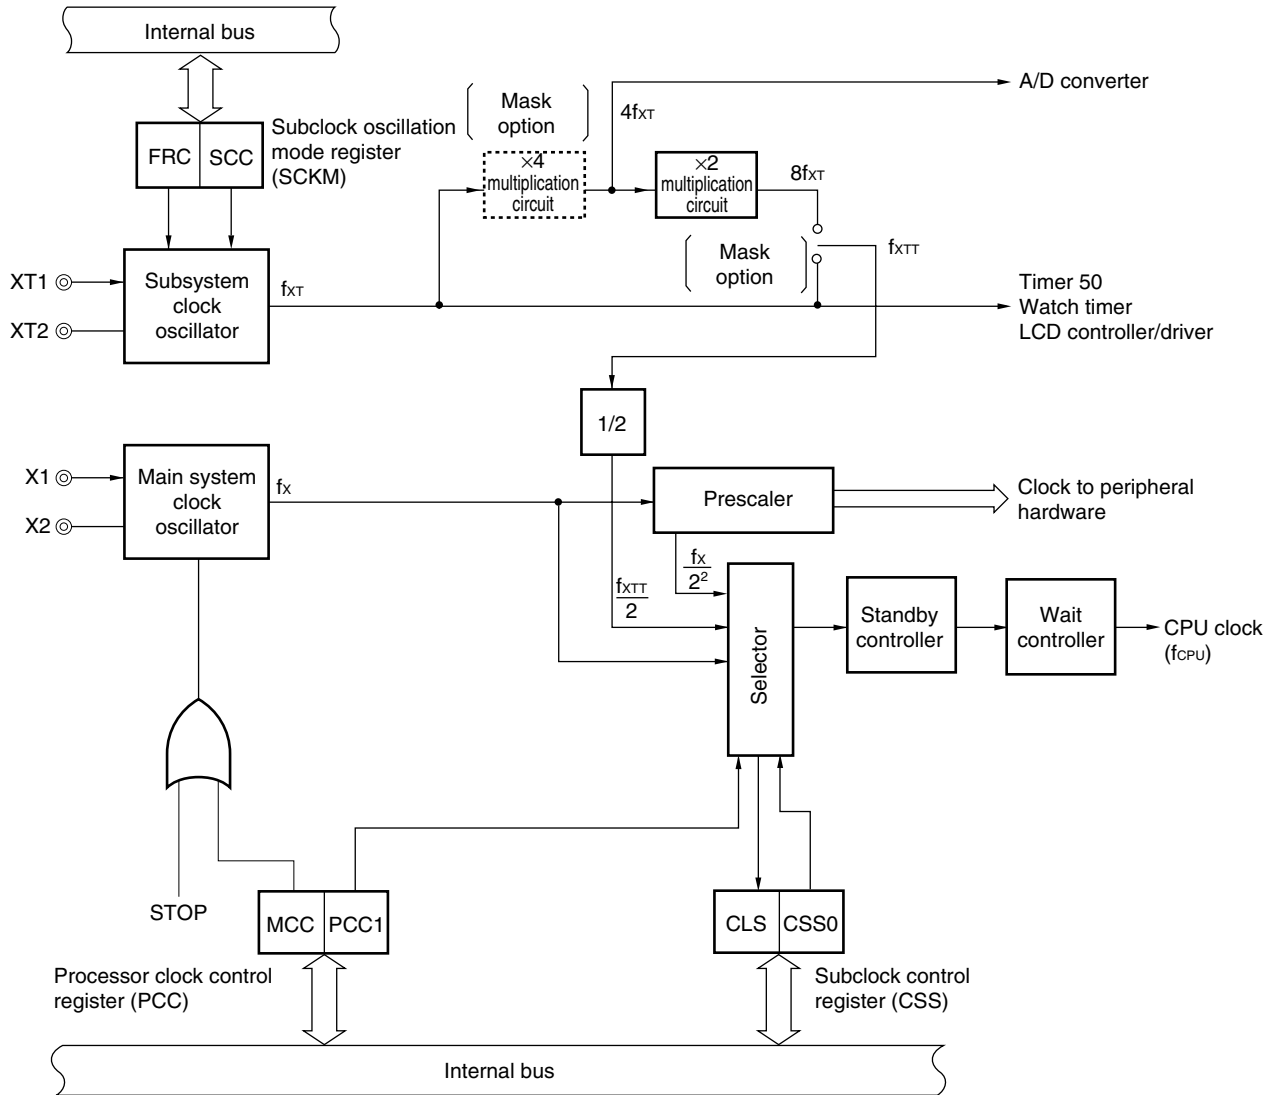 Internal bus
FRC
SCC
Subclock oscillation
mode register
(SCKM)
Mask
option
4fXT
A/D converter
×4
multiplication
circuit
×2
multiplication
circuit
8fXT
Mask
option
fXTT
XT1
XT2
Subsystem
clock
oscillator
fXT
Timer 50
Watch timer
LCD controller/driver
1/2
X1
X2
Main system
clock
oscillator
fX
Prescaler
Clock to peripheral
hardware
fX
2²
fXTT
2
Selector
Standby
controller
Wait
controller
CPU clock
(fCPU)
STOP
MCC
PCC1
CLS
CSS0
Processor clock control
register (PCC)
Subclock control
register (CSS)
Internal bus